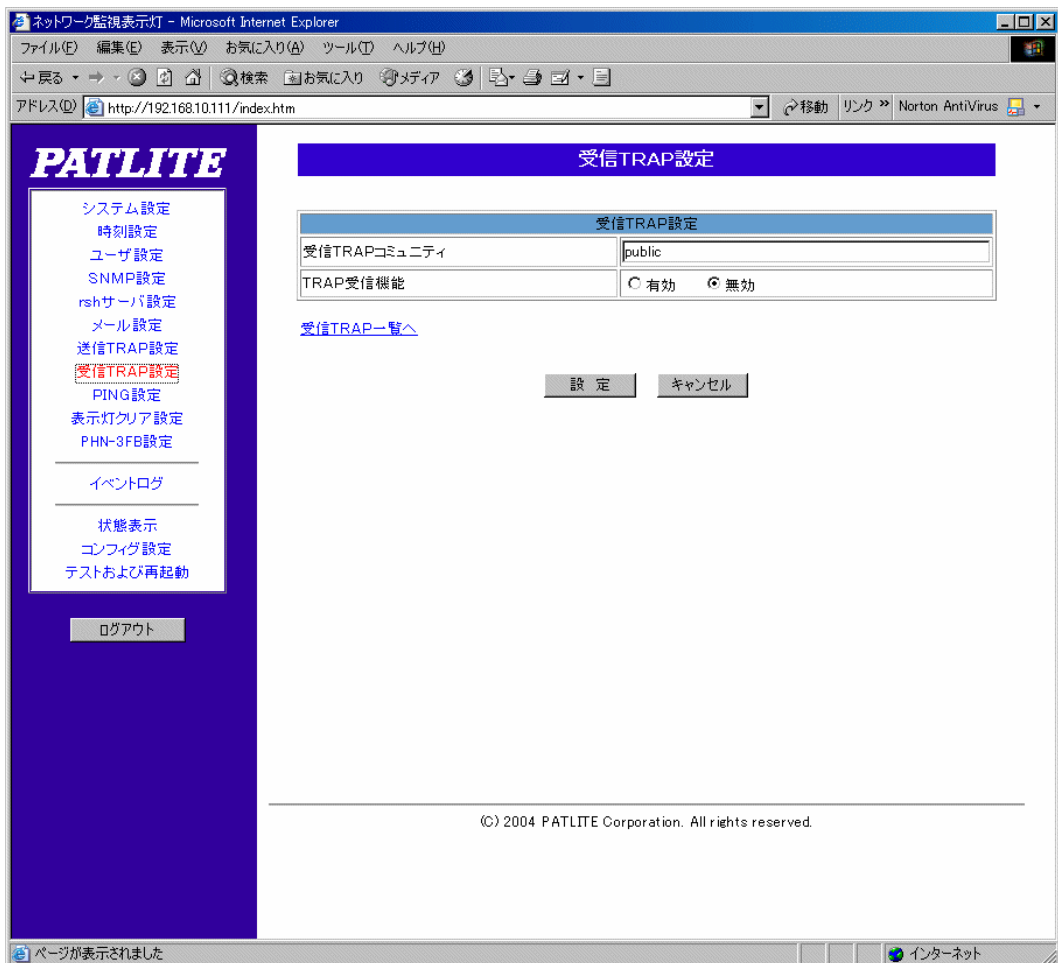 ネットワーク監視表示灯 - Microsoft Internet Explorer
ファイル(F) 編集(E) 表示(V) お気に入り(A) ツール(T) ヘルプ(H)
戻る 検索 お気に入り メディア
アドレス(D) http://192.168.10.111/index.htm 移動 リンク » Norton AntiVirus
PATLITE
システム設定
時刻設定
ユーザ設定
SNMP設定
rshサーバ設定
メール設定
送信TRAP設定
受信TRAP設定
PING設定
表示灯クリア設定
PHN-3FB設定
イベントログ
状態表示
コンフィグ設定
テストおよび再起動
ログアウト
受信TRAP設定
受信TRAP設定
受信TRAPコミュニティ public
TRAP受信機能 有効 無効
受信TRAP一覧へ
設 定 キャンセル
(C) 2004 PATLITE Corporation. All rights reserved.
ページが表示されました インターネット